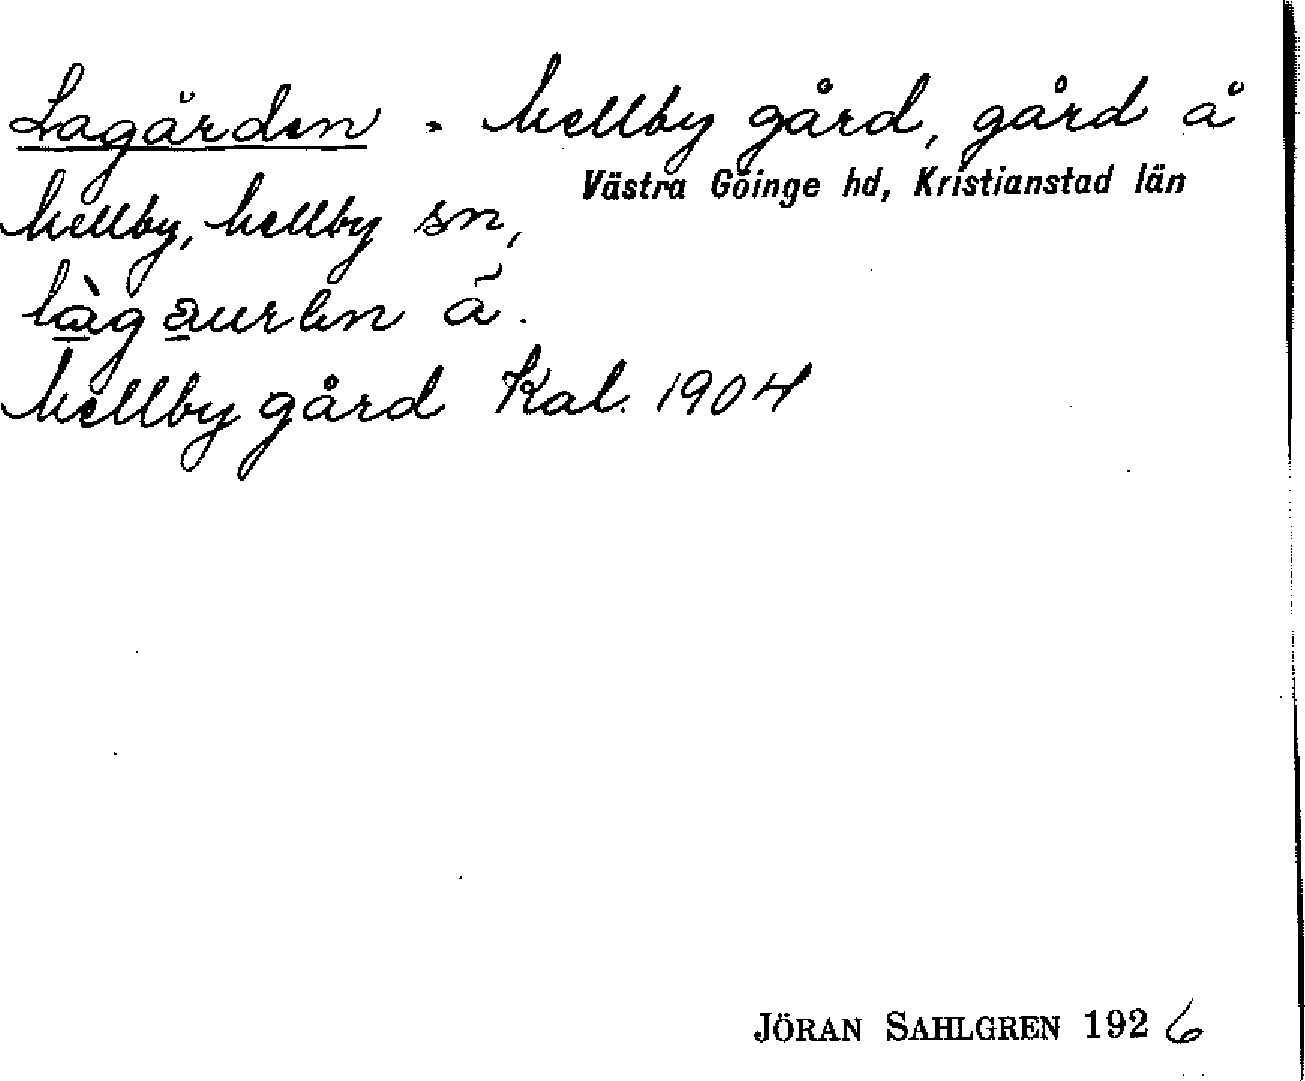 Lagården = Mellby gård, gård å
Västra Göinge hd, Kristianstad län
Mellby, Mellby sn,
Mellby gård Kal. 1904
JÖRAN SAHLGREN 1926